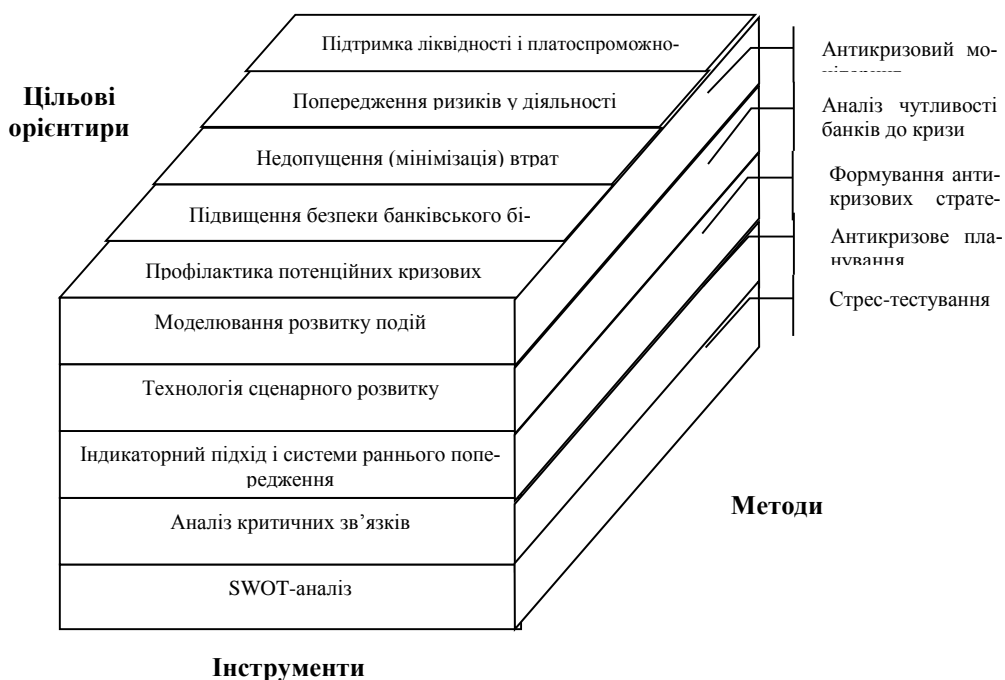 Підтримка ліквідності і платоспроможно-
Попередження ризиків у діяльності
Недопущення (мінімізація) втрат
Підвищення безпеки банківського бі-
Профілактика потенційних кризових
Цільові
орієнтири
Моделювання розвитку подій
Технологія сценарного розвитку
Індикаторний підхід і системи раннього попе-
редження
Аналіз критичних зв’язків
SWOT-аналіз
Інструменти
Антикризовий мо-
Аналіз чутливості
банків до кризи
Формування анти-
кризових страте-
Антикризове пла-
нування
Стрес-тестування
Методи